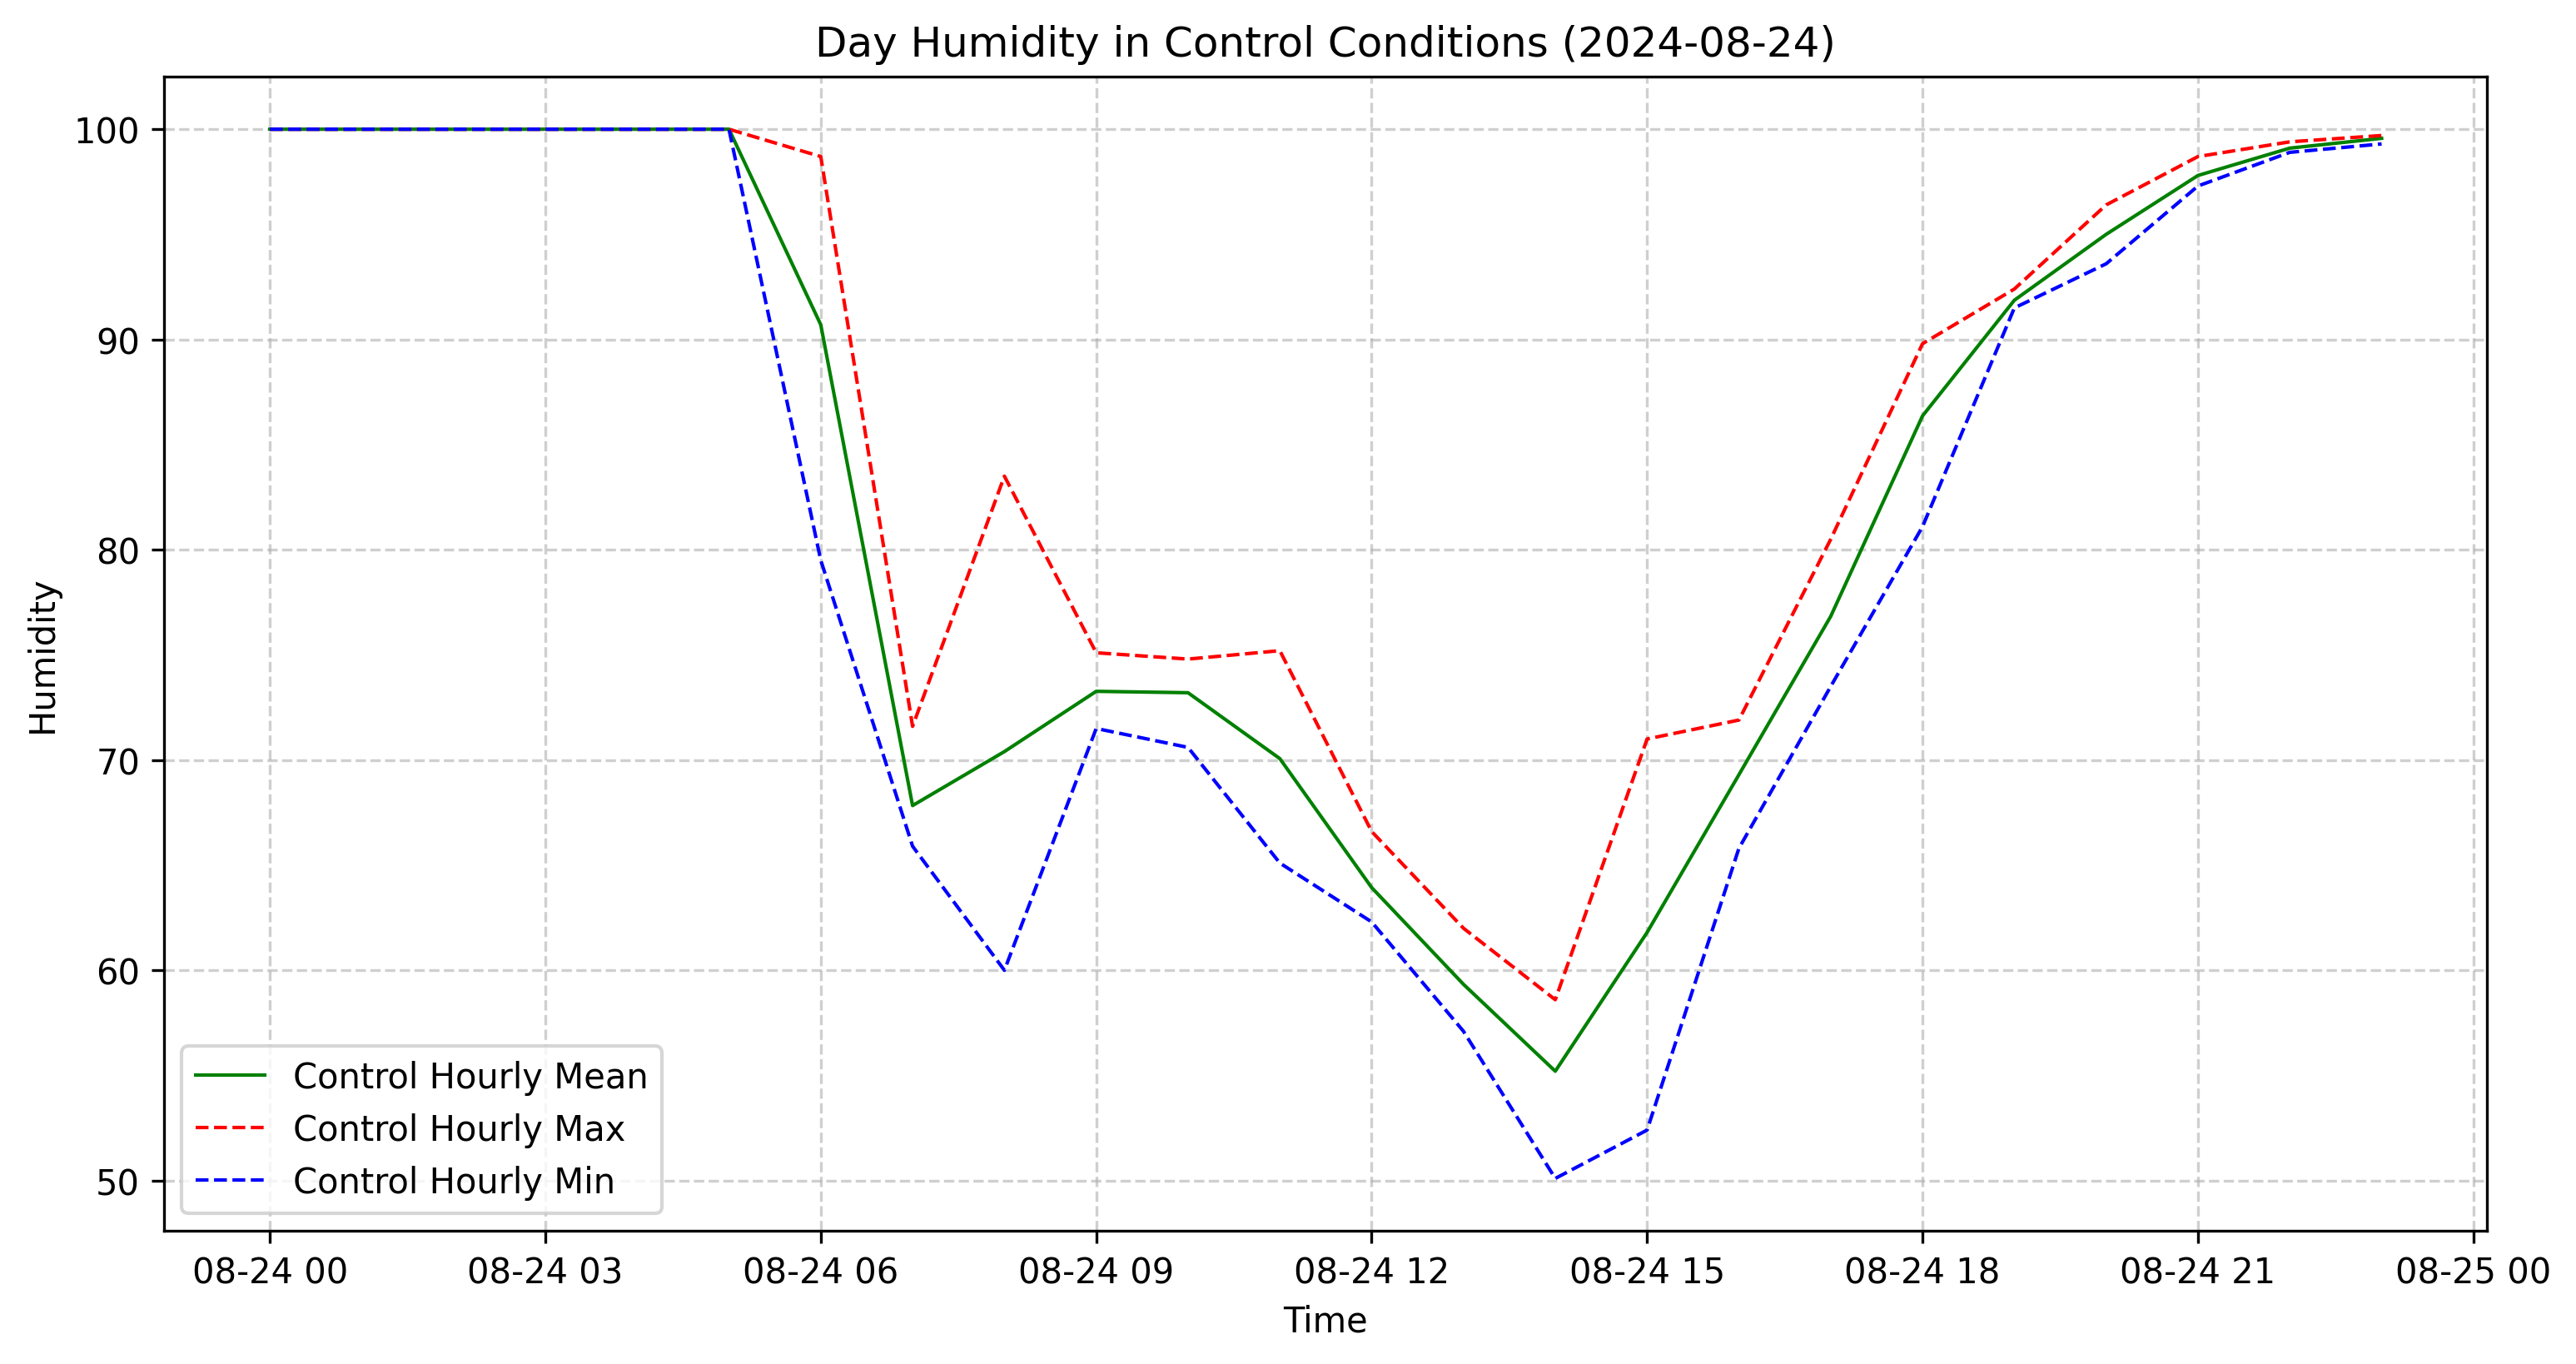 Day Humidity in Control Conditions (2024-08-24)
Humidity
100
90
80
70
60
50
Control Hourly Mean
Control Hourly Max
Control Hourly Min
08-24 00 08-24 03 08-24 06 08-24 09 08-24 12 08-24 15 08-24 18 08-24 21 08-25 00
Time